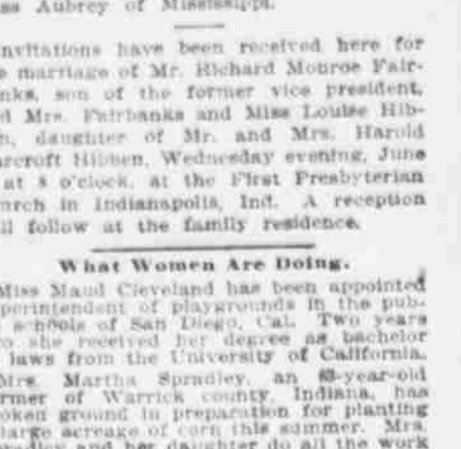 ss Aubrey of Mississippi.
nvitations have been received here for
e marriage of Mr. Richard Monroe Fair-
nks, son of the former vice president,
d Mrs. Fairbanks and Miss Louise Hib-
n, daughter of Mr. and Mrs. Harold
arcroft Hibben, Wednesday evening, June
at 8 o'clock, at the First Presbyterian
urch in Indianapolis, Ind. A reception
ll follow at the family residence.
What Women Are Doing.
Miss Maud Cleveland has been appointed
perintendent of playgrounds in the pub-
schools of San Diego, Cal. Two years
o she received her degree as bachelor
laws from the University of California.
Mrs. Martha Spradley, an 83-year-old
rmer of Warrick county, Indiana, has
oken ground in preparation for planting
large acreage of corn this summer. Mrs.
radley and her daughter do all the work